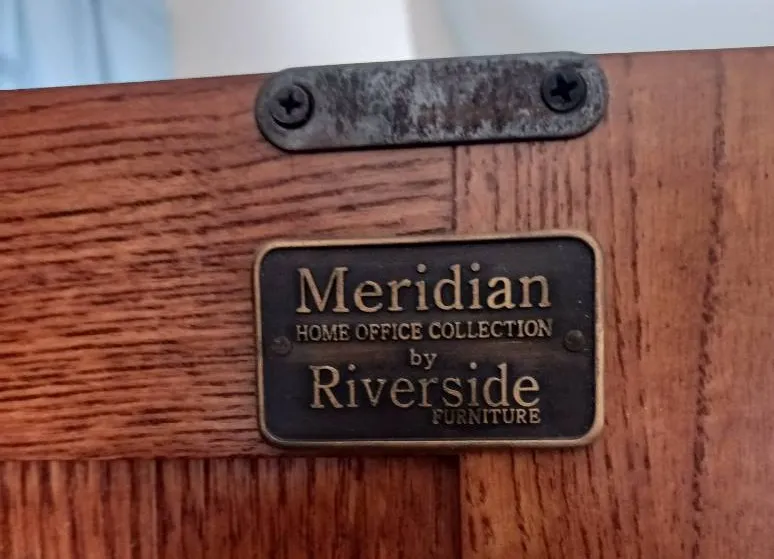 Meridian
HOME OFFICE COLLECTION
by
Riverside
FURNITURE